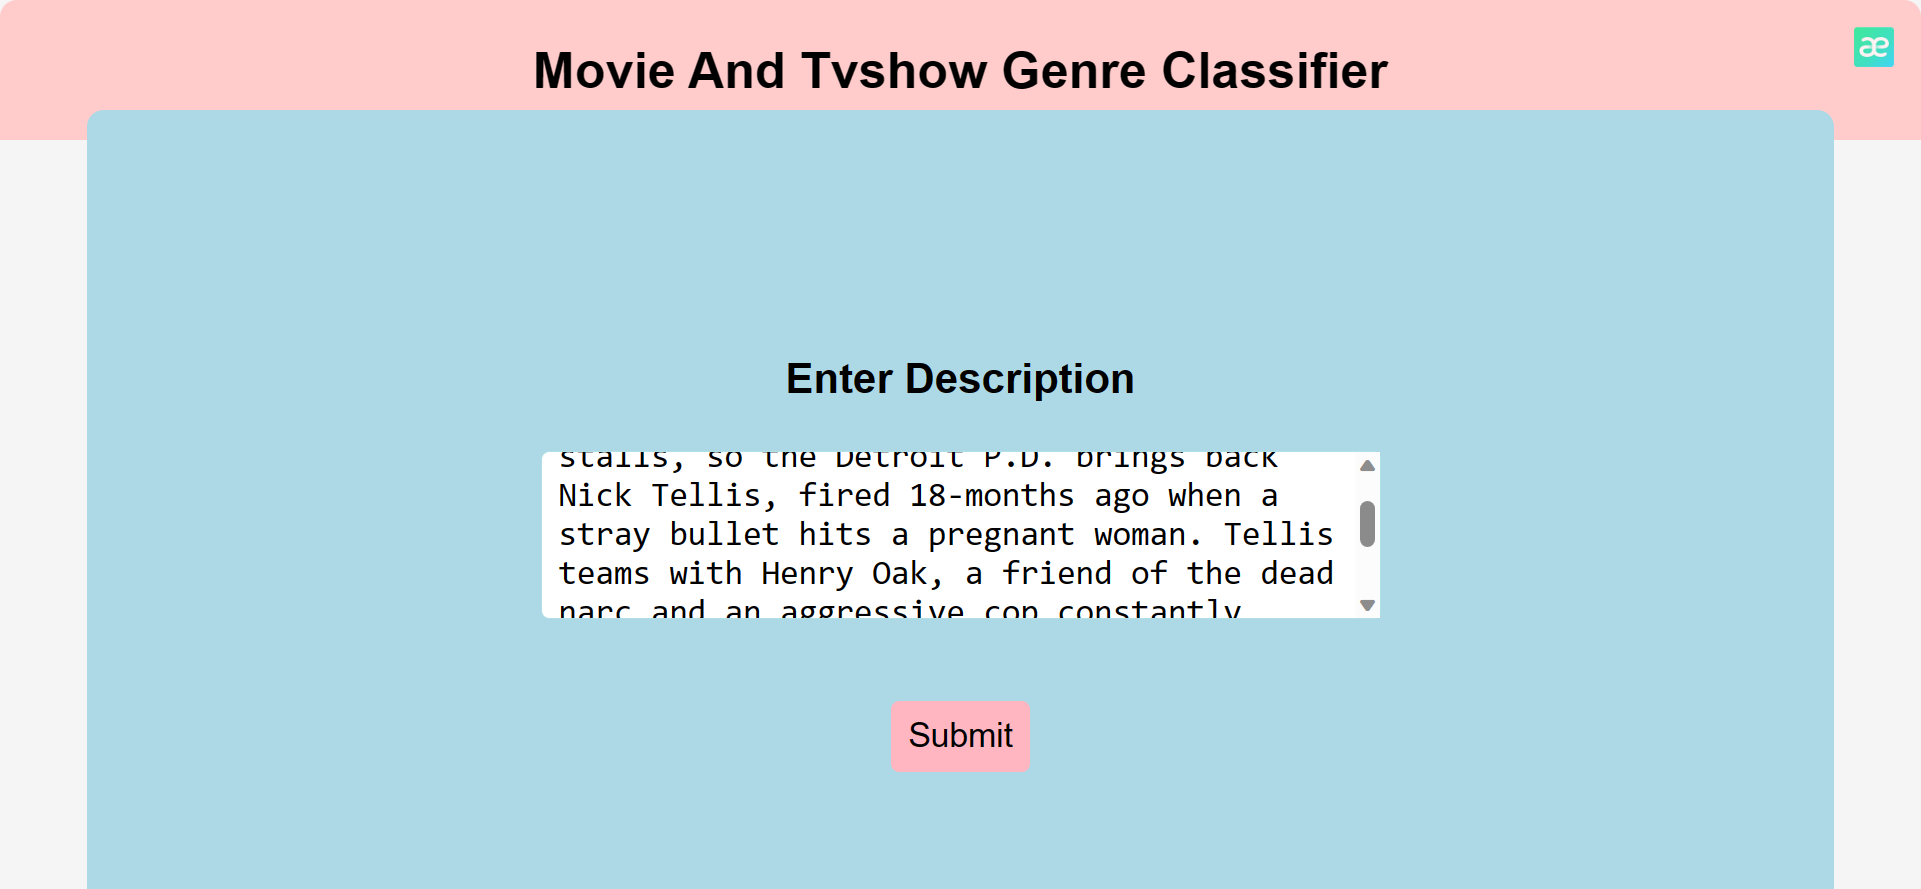 Movie And Tvshow Genre Classifier
æ
Enter Description
stalls, so the Detroit P.D. brings back
Nick Tellis, fired 18-months ago when a
stray bullet hits a pregnant woman. Tellis
teams with Henry Oak, a friend of the dead
narc and an aggressive cop constantly
Submit